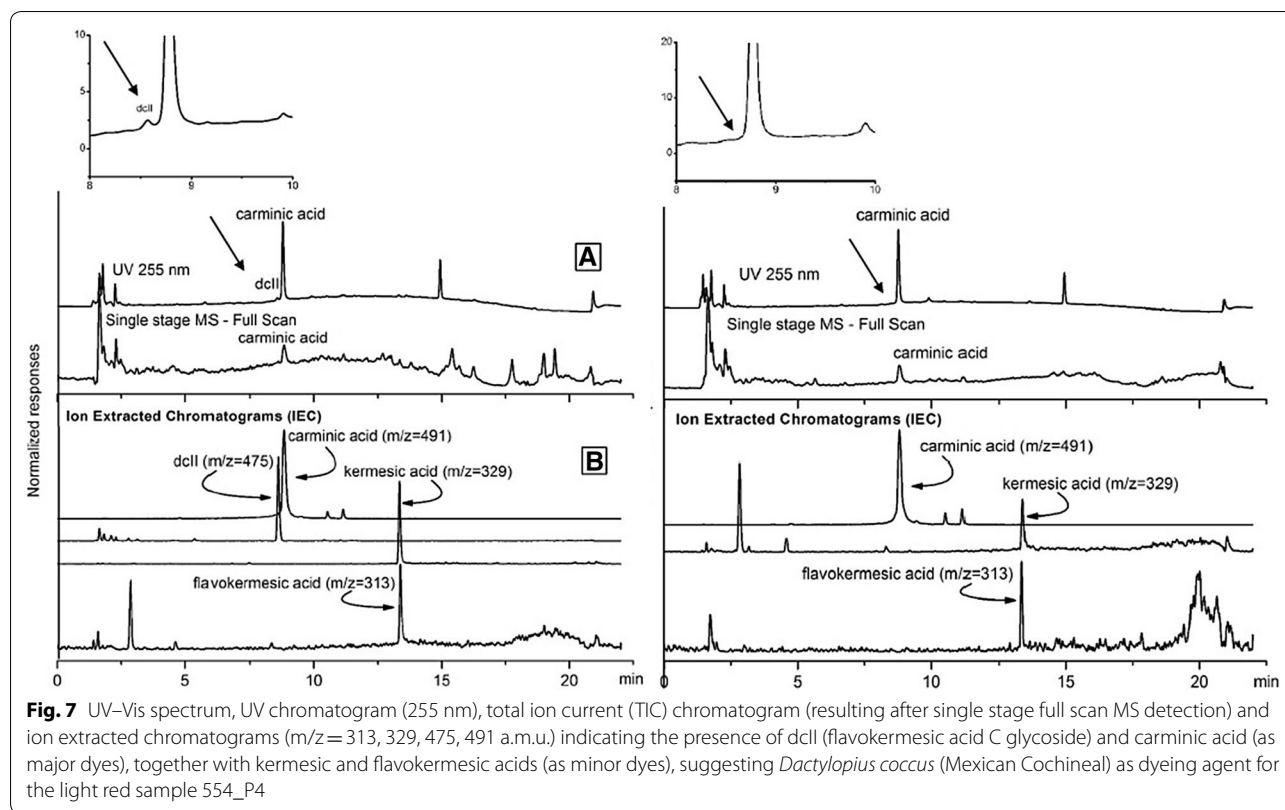 10
5
0
dcII
8
9
10
20
10
0
8
9
10
carminic acid
UV 255 nm
dcII
A
Single stage MS - Full Scan
carminic acid
carminic acid
UV 255 nm
Single stage MS - Full Scan
carminic acid
Normalized responses
Ion Extracted Chromatograms (IEC)
carminic acid (m/z=491)
dcII (m/z=475)
kermesic acid (m/z=329)
B
flavokermesic acid (m/z=313)
0
5
10
15
20
min
Ion Extracted Chromatograms (IEC)
carminic acid (m/z=491)
kermesic acid (m/z=329)
flavokermesic acid (m/z=313)
0
5
10
15
20
min
Fig. 7 UV–Vis spectrum, UV chromatogram (255 nm), total ion current (TIC) chromatogram (resulting after single stage full scan MS detection) and
ion extracted chromatograms (m/z = 313, 329, 475, 491 a.m.u.) indicating the presence of dcII (flavokermesic acid C glycoside) and carminic acid (as
major dyes), together with kermesic and flavokermesic acids (as minor dyes), suggesting Dactylopius coccus (Mexican Cochineal) as dyeing agent for
the light red sample 554_P4